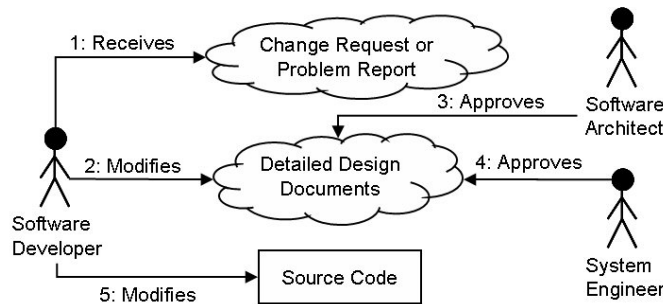 1: Receives
Change Request or
Problem Report
3: Approves
Software
Architect
2: Modifies
Detailed Design
Documents
4: Approves
Software
Developer
Source Code
System
Engineer
5: Modifies